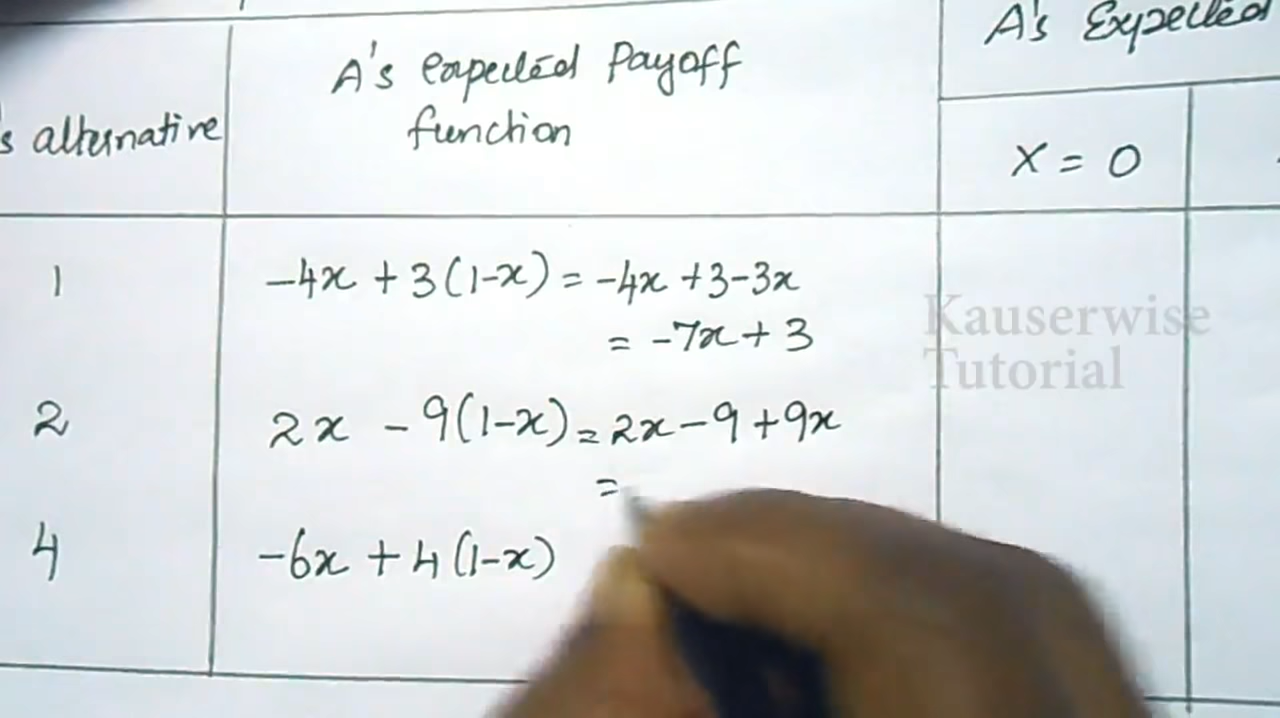 A's Expected
's alternative
A's expected Payoff
function
X = 0
1
-4x + 3(1-x) = -4x +3-3x
= -7x + 3
2
2x - 9(1-x) = 2x-9+9x
=
4
-6x + 4(1-x)
Kauserwise
Tutorial